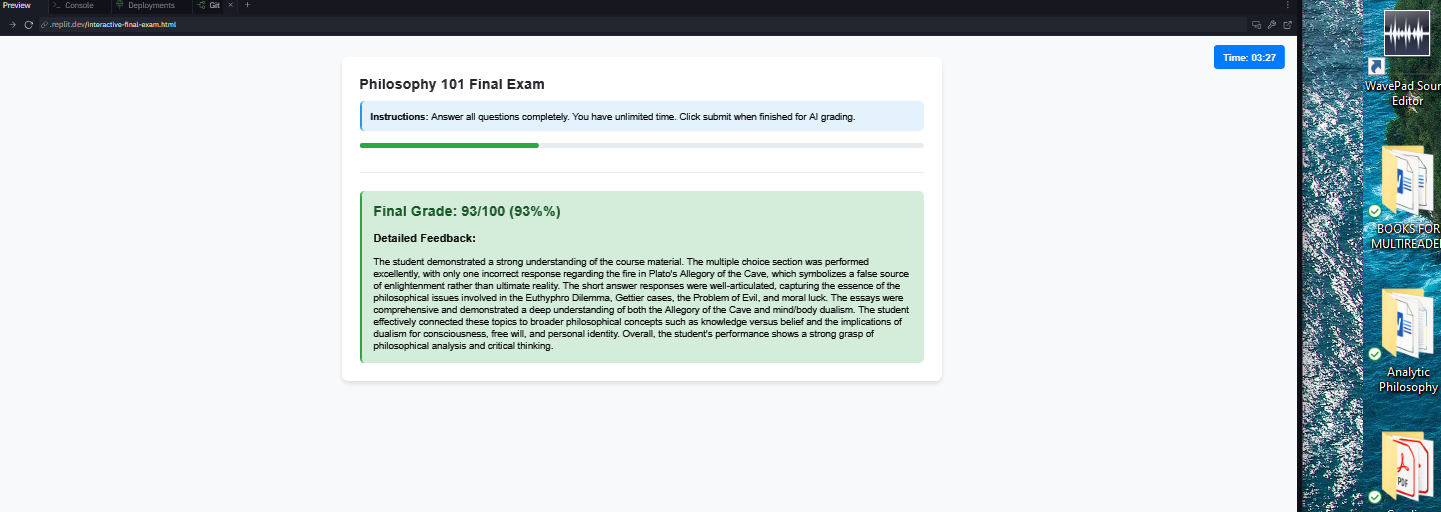 Preview
Console
Deployments
Git
.replit.dev/interactive-final-exam.html
Time: 03:27
Philosophy 101 Final Exam
Instructions: Answer all questions completely. You have unlimited time. Click submit when finished for AI grading.
Final Grade: 93/100 (93%%)
Detailed Feedback:
The student demonstrated a strong understanding of the course material. The multiple choice section was performed
excellently, with only one incorrect response regarding the fire in Plato's Allegory of the Cave, which symbolizes a false source
of enlightenment rather than ultimate reality. The short answer responses were well-articulated, capturing the essence of the
philosophical issues involved in the Euthyphro Dilemma, Gettier cases, the Problem of Evil, and moral luck. The essays were
comprehensive and demonstrated a deep understanding of both the Allegory of the Cave and mind/body dualism. The student
effectively connected these topics to broader philosophical concepts such as knowledge versus belief and the implications of
dualism for consciousness, free will, and personal identity. Overall, the student's performance shows a strong grasp of
philosophical analysis and critical thinking.
WavePad Soun
Editor
BOOKS FOR
MULTIREADE
Analytic
Philosophy
PDF